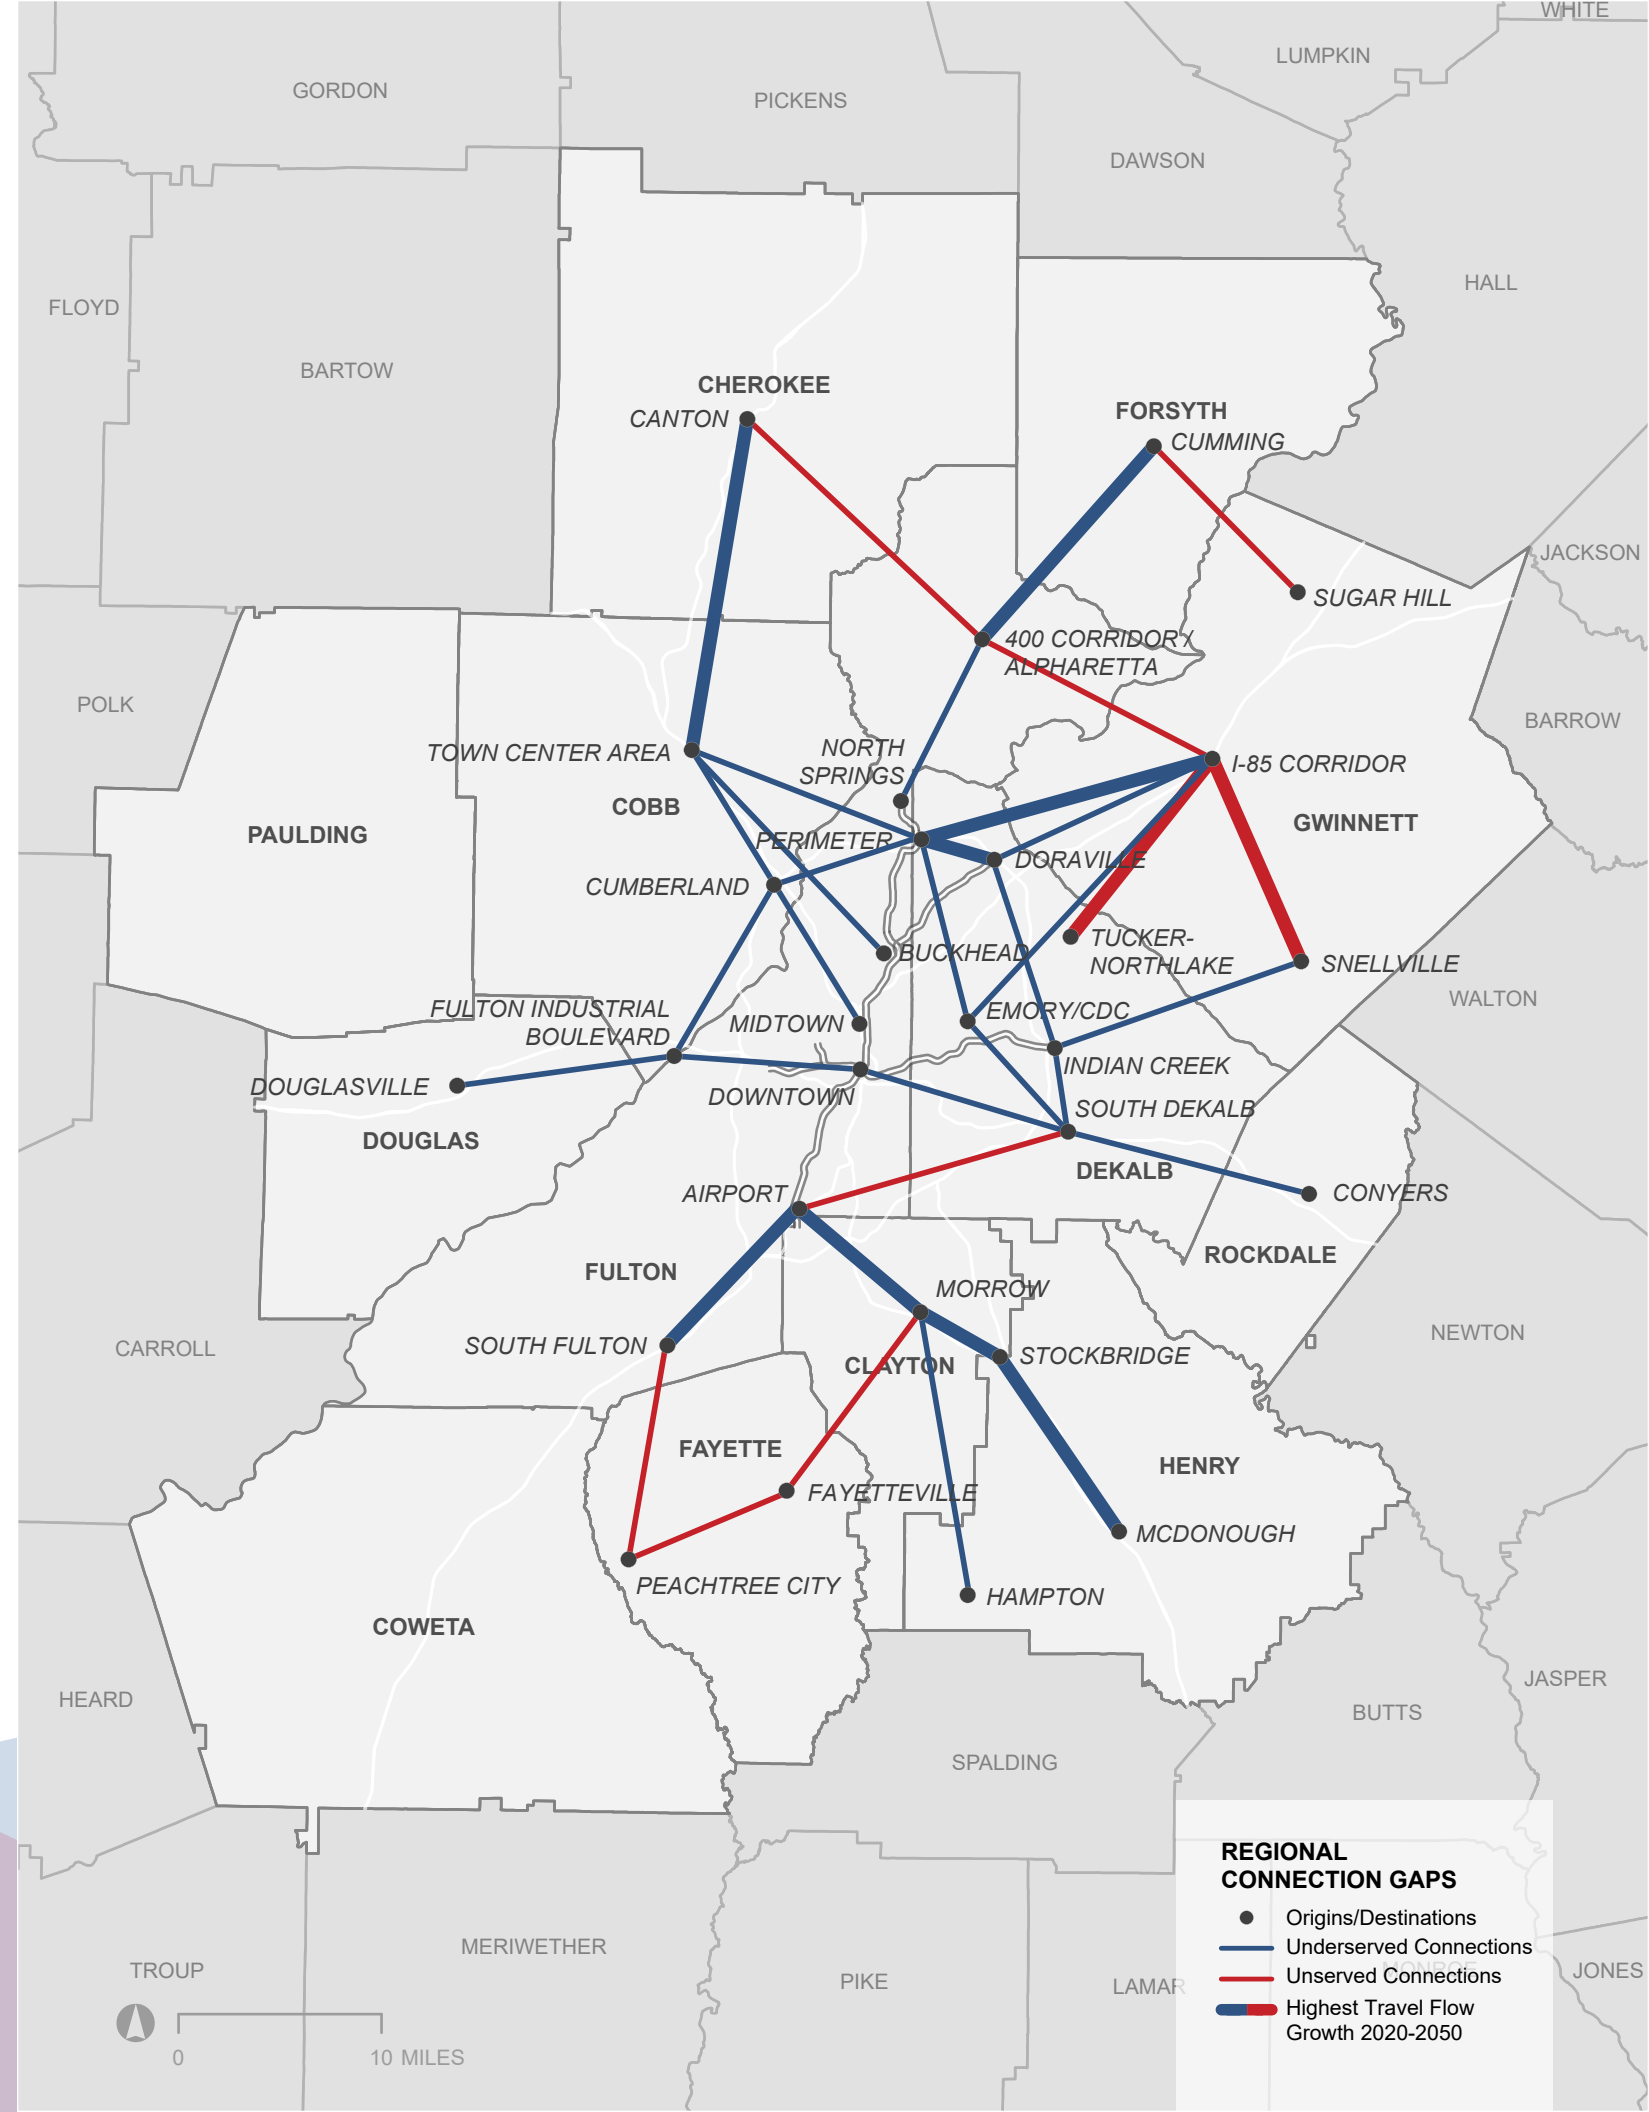 WHITE
LUMPKIN
GORDON
PICKENS
DAWSON
HALL
FLOYD
BARTOW
CHEROKEE
CANTON
FORSYTH
CUMMING
JACKSON
SUGAR HILL
400 CORRIDOR /
ALPHARETTA
POLK
BARROW
TOWN CENTER AREA
NORTH
SPRINGS
I-85 CORRIDOR
COBB
PAULDING
GWINNETT
PERIMETER
DORAVILLE
CUMBERLAND
TUCKER-
NORTHLAKE
BUCKHEAD
SNELLVILLE
WALTON
FULTON INDUSTRIAL
BOULEVARD
MIDTOWN
EMORY/CDC
INDIAN CREEK
DOUGLASVILLE
DOWNTOWN
SOUTH DEKALB
DOUGLAS
DEKALB
AIRPORT
CONYERS
ROCKDALE
FULTON
MORROW
NEWTON
CARROLL
SOUTH FULTON
STOCKBRIDGE
CLAYTON
FAYETTE
HENRY
FAYETTEVILLE
MCDONOUGH
PEACHTREE CITY
HAMPTON
COWETA
HEARD
JASPER
BUTTS
SPALDING
REGIONAL
CONNECTION GAPS
Origins/Destinations
Underserved Connections
Unserved Connections
Highest Travel Flow
Growth 2020-2050
MERIWETHER
TROUP
PIKE
LAMAR
MONROE
JONES
0 10 MILES